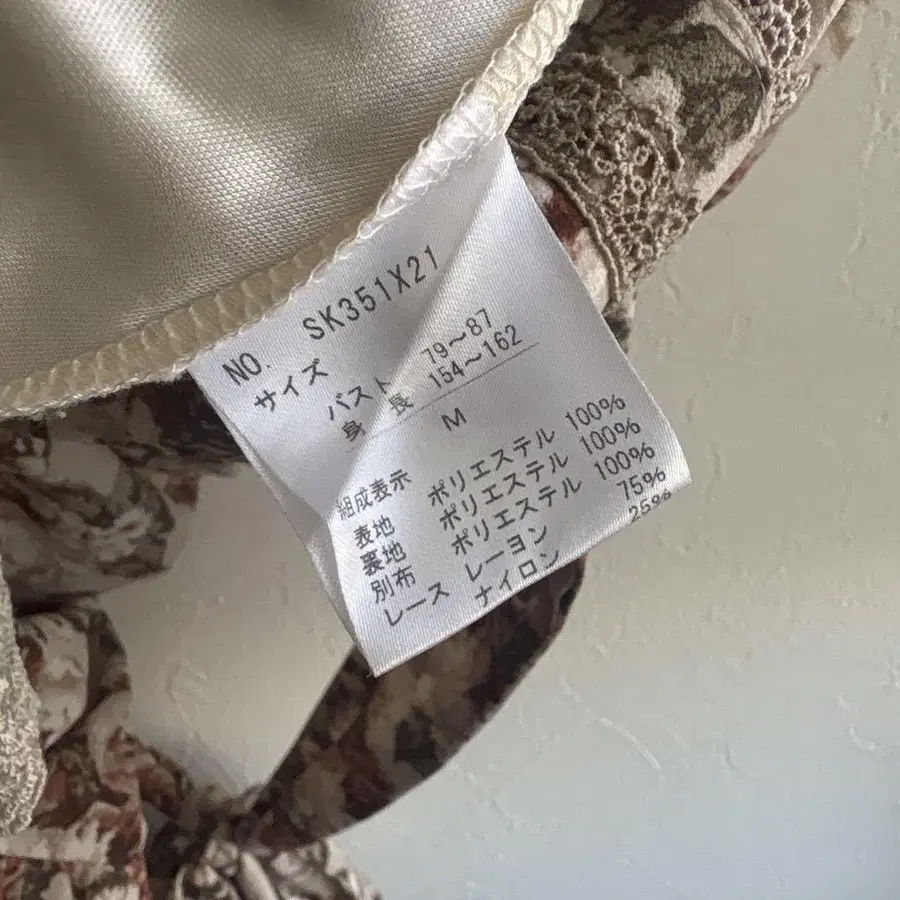 NO. SK351X21
サイズ
バスト 79～87
身長 154～162
M
組成表示
表地 ポリエステル 100%
裏地 ポリエステル 100%
別布 ポリエステル 100%
レース レーヨン 75%
ナイロン 25%